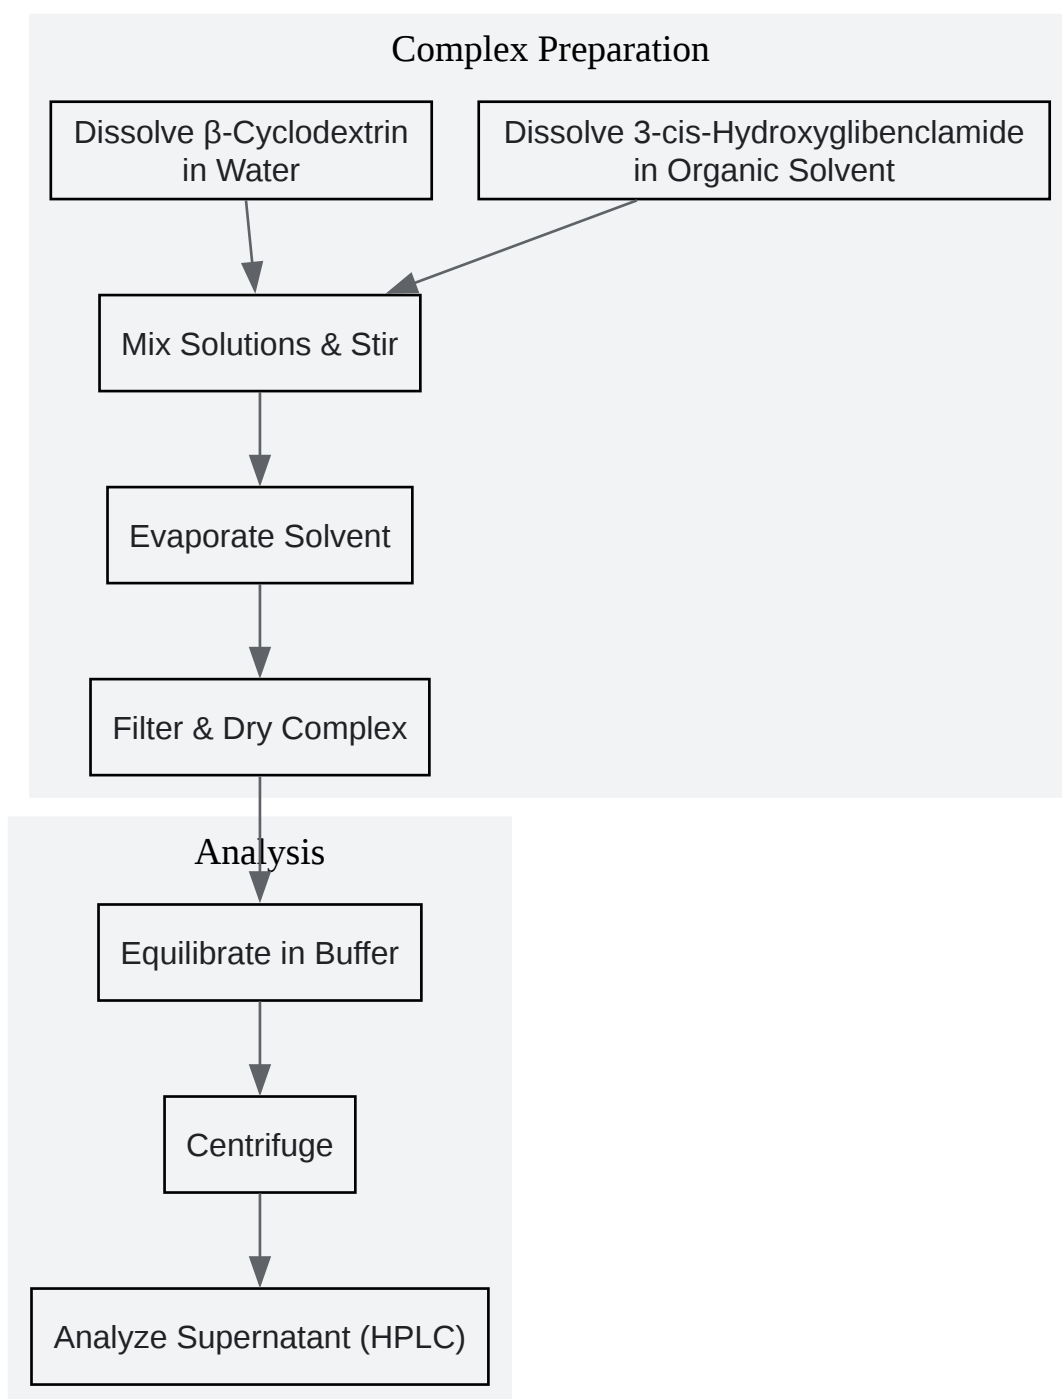 Complex Preparation
Dissolve β-Cyclodextrin
in Water
Dissolve 3-cis-Hydroxyglibenclamide
in Organic Solvent
Mix Solutions & Stir
Evaporate Solvent
Filter & Dry Complex
Analysis
Equilibrate in Buffer
Centrifuge
Analyze Supernatant (HPLC)